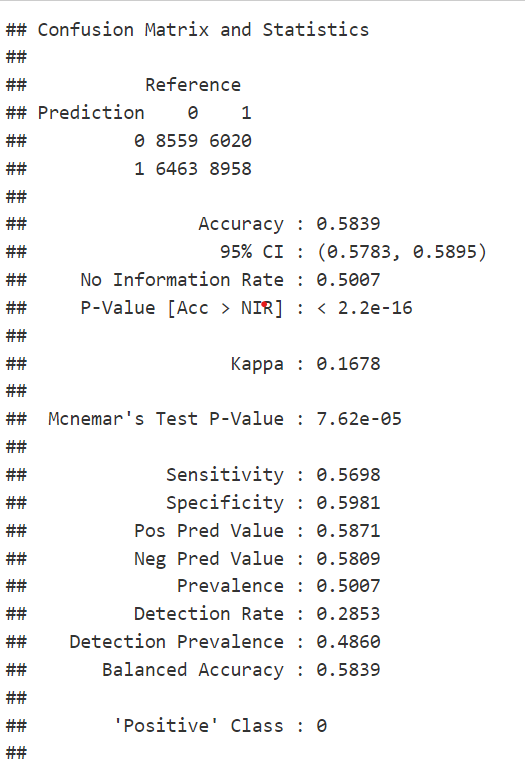 ## Confusion Matrix and Statistics
##
##           Reference
## Prediction    0    1
##          0 8559 6020
##          1 6463 8958
##
##                Accuracy : 0.5839
##                  95% CI : (0.5783, 0.5895)
##     No Information Rate : 0.5007
##     P-Value [Acc > NIR] : < 2.2e-16
##
##                   Kappa : 0.1678
##
##  Mcnemar's Test P-Value : 7.62e-05
##
##             Sensitivity : 0.5698
##             Specificity : 0.5981
##          Pos Pred Value : 0.5871
##          Neg Pred Value : 0.5809
##              Prevalence : 0.5007
##          Detection Rate : 0.2853
##    Detection Prevalence : 0.4860
##       Balanced Accuracy : 0.5839
##
##        'Positive' Class : 0
##